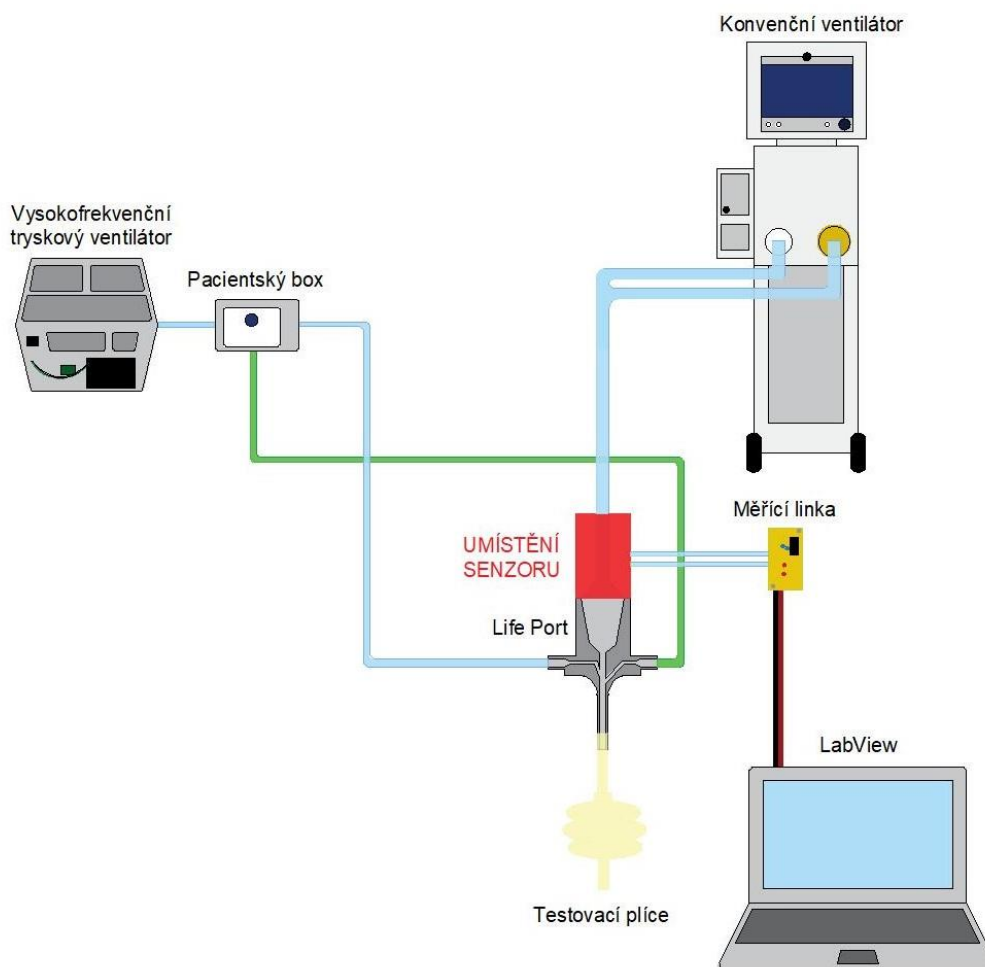 Konvenční ventilátor
Vysokofrekvenční
tryskový ventilátor
Pacientský box
UMÍSTĚNÍ
SENZORU
Měřící linka
Life Port
LabView
Testovací plíce